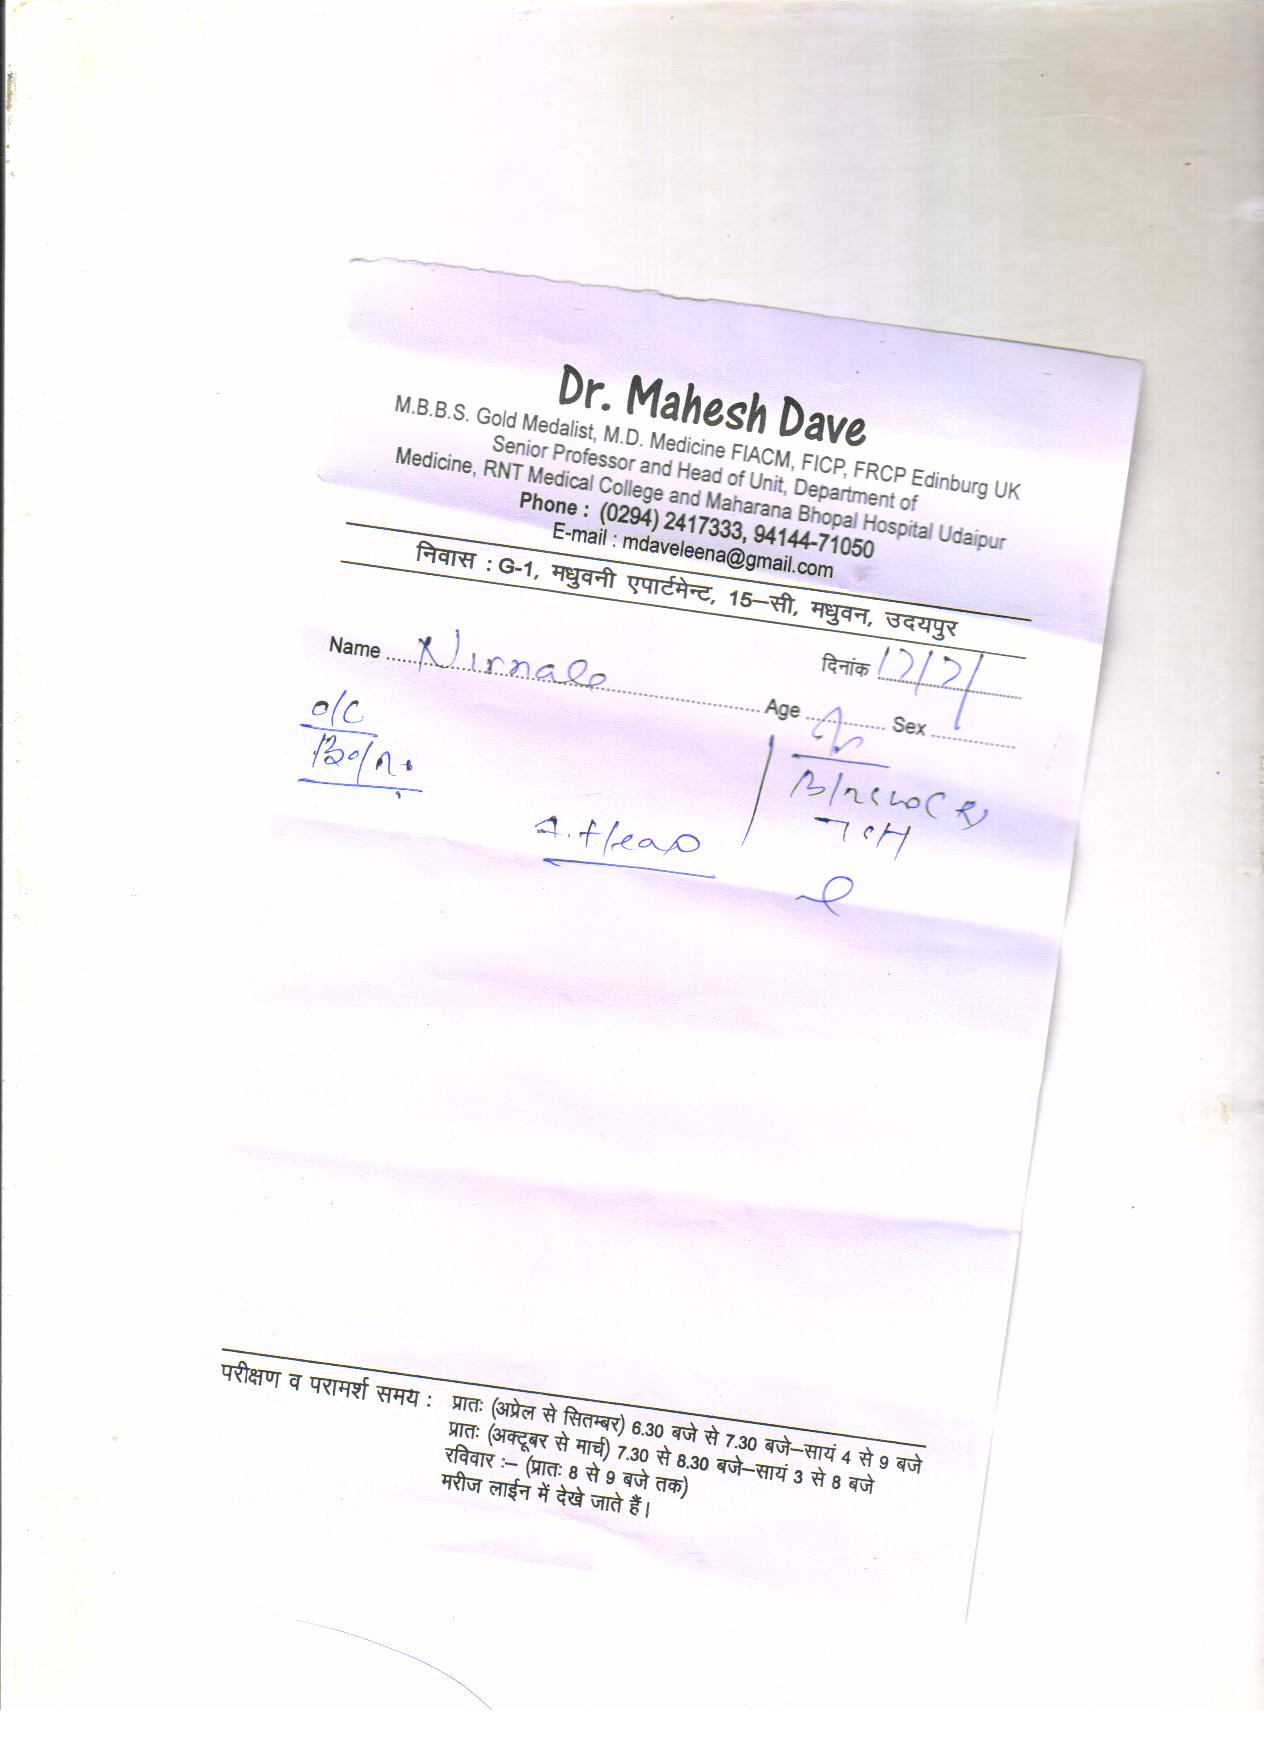 Dr. Mahesh Dave
M.B.B.S. Gold Medalist, M.D. Medicine FIACM, FICP, FRCP Edinburg UK
Senior Professor and Head of Unit, Department of
Medicine, RNT Medical College and Maharana Bhopal Hospital Udaipur
Phone : (0294) 2417333, 94144-71050
E-mail : mdaveleena@gmail.com
निवास : G-1, मधुवनी एपार्टमेन्ट, 15–सी, मधुवन, उदयपुर
दिनांक
Name Nirmala Age Sex
O/C
परीक्षण व परामर्श समय : प्रातः (अप्रेल से सितम्बर) 6.30 बजे से 7.30 बजे–सायं 4 से 9 बजे
प्रातः (अक्टूबर से मार्च) 7.30 से 8.30 बजे–सायं 3 से 8 बजे
रविवार :– (प्रातः 8 से 9 बजे तक)
मरीज लाईन में देखे जाते हैं।